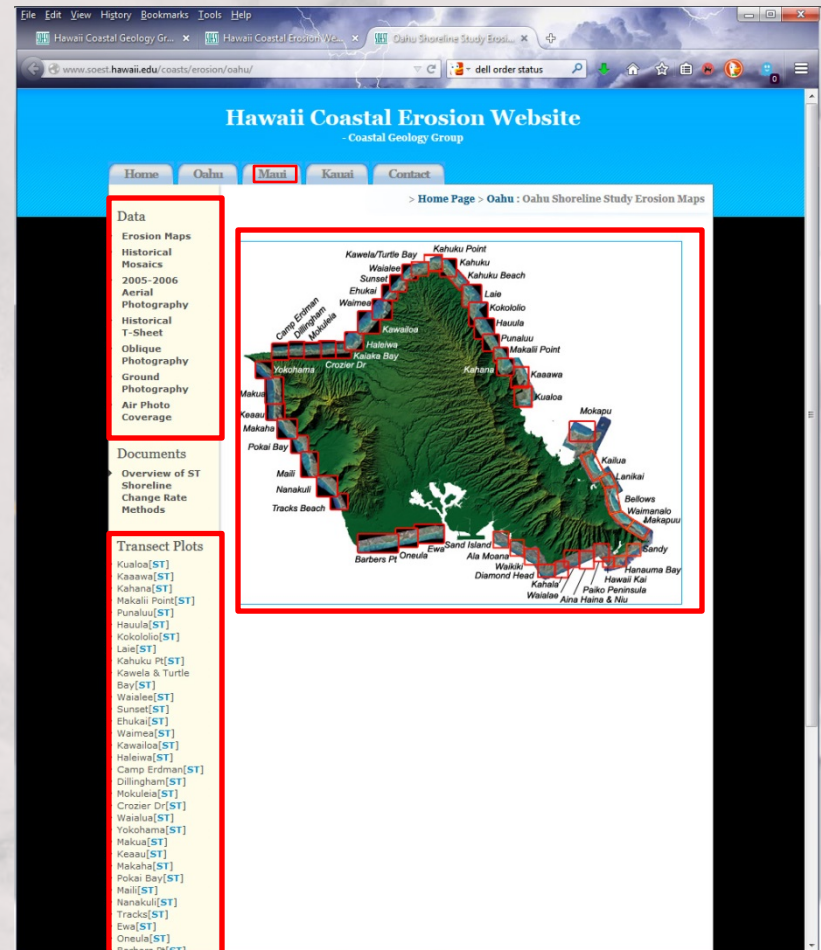 File Edit View History Bookmarks Tools Help
Hawaii Coastal Geology Gr... × Hawaii Coastal Erosion We... × Oahu Shoreline Study Erosi... ×
www.soest.hawaii.edu/coasts/erosion/oahu/ dell order status
0
Hawaii Coastal Erosion Website
- Coastal Geology Group
Home Oahu Maui Kauai Contact
> Home Page > Oahu : Oahu Shoreline Study Erosion Maps
Data
Erosion Maps
Historical
Mosaics
2005-2006
Aerial
Photography
Historical
T-Sheet
Oblique
Photography
Ground
Photography
Air Photo
Coverage
Documents
Overview of ST
Shoreline
Change Rate
Methods
Transect Plots
Kualoa[ST]
Kaaawa[ST]
Kahana[ST]
Makalii Point[ST]
Punaluu[ST]
Hauula[ST]
Kokololio[ST]
Laie[ST]
Kahuku Pt[ST]
Kawela & Turtle
Bay[ST]
Waialee[ST]
Sunset[ST]
Ehukai[ST]
Waimea[ST]
Kawailoa[ST]
Haleiwa[ST]
Camp Erdman[ST]
Dillingham[ST]
Mokuleia[ST]
Crozier Dr[ST]
Waialua[ST]
Yokohama[ST]
Makua[ST]
Keaau[ST]
Makaha[ST]
Pokai Bay[ST]
Maili[ST]
Nanakuli[ST]
Tracks[ST]
Ewa[ST]
Oneula[ST]
Barbers Pt[ST]
Kahuku Point
Kawela/Turtle Bay
Kahuku
Waialee
Kahuku Beach
Sunset
Ehukai
Laie
Waimea
Kokololio
Camp Erdman
Dillingham
Mokuleia
Kawailoa
Hauula
Punaluu
Haleiwa
Makalii Point
Kaiaka Bay
Crozier Dr
Yokohama
Kahana
Kaaawa
Makua
Kualoa
Keaau
Mokapu
Makaha
Pokai Bay
Kailua
Maili
Lanikai
Nanakuli
Bellows
Tracks Beach
Waimanalo
Makapuu
Barbers Pt
Oneula
Ewa
Sand Island
Ala Moana
Waikiki
Diamond Head
Kahala
Waialae
Aina Haina & Niu
Paiko Peninsula
Hawaii Kai
Hanauma Bay
Sandy